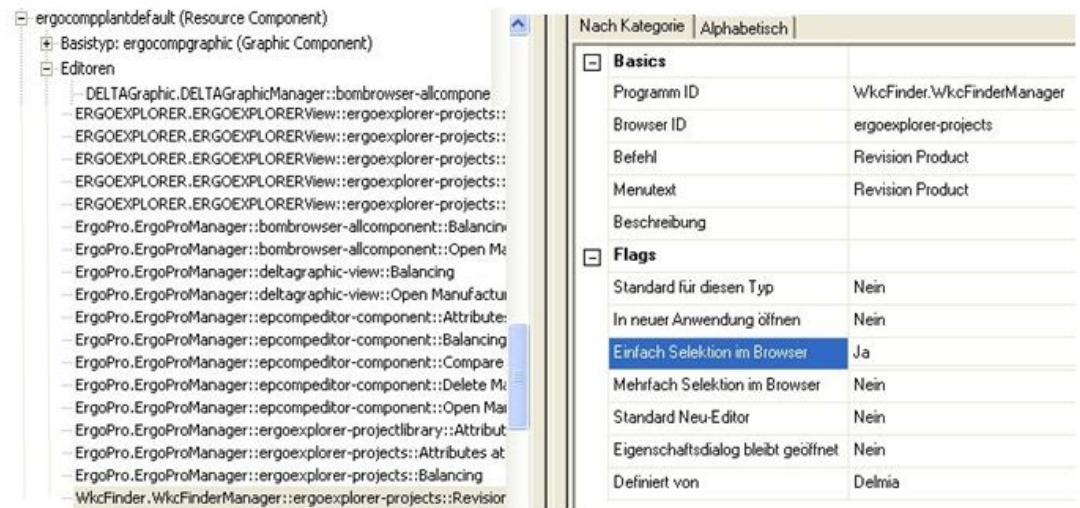 ergocompplantdefault (Resource Component)
Basistyp: ergocompgraphic (Graphic Component)
Editoren
DELTAGraphic.DELTAGraphicManager::bombrowser-allcompone
ERGOEXPLORER.ERGOEXPLORERView::ergoexplorer-projects::
ERGOEXPLORER.ERGOEXPLORERView::ergoexplorer-projects::
ERGOEXPLORER.ERGOEXPLORERView::ergoexplorer-projects::
ERGOEXPLORER.ERGOEXPLORERView::ergoexplorer-projects::
ERGOEXPLORER.ERGOEXPLORERView::ergoexplorer-projects::
ErgoPro.ErgoProManager::bombrowser-allcomponent::Balancin
ErgoPro.ErgoProManager::bombrowser-allcomponent::Open Ma
ErgoPro.ErgoProManager::deltagraphic-view::Balancing
ErgoPro.ErgoProManager::deltagraphic-view::Open Manufactu
ErgoPro.ErgoProManager::epcompeditor-component::Attribute
ErgoPro.ErgoProManager::epcompeditor-component::Balancing
ErgoPro.ErgoProManager::epcompeditor-component::Compare
ErgoPro.ErgoProManager::epcompeditor-component::Delete Ma
ErgoPro.ErgoProManager::epcompeditor-component::Open Mar
ErgoPro.ErgoProManager::ergoexplorer-projectlibrary::Attribut
ErgoPro.ErgoProManager::ergoexplorer-projects::Attributes at
ErgoPro.ErgoProManager::ergoexplorer-projects::Balancing
WkcFinder.WkcFinderManager::ergoexplorer-projects::Revision
Nach Kategorie Alphabetisch
Basics
Programm ID WkcFinder.WkcFinderManager
Browser ID ergoexplorer-projects
Befehl Revision Product
Menutext Revision Product
Beschreibung
Flags
Standard für diesen Typ Nein
In neuer Anwendung öffnen Nein
Einfach Selektion im Browser Ja
Mehrfach Selektion im Browser Nein
Standard Neu-Editor Nein
Eigenschaftsdialog bleibt geöffnet Nein
Definiert von Delmia